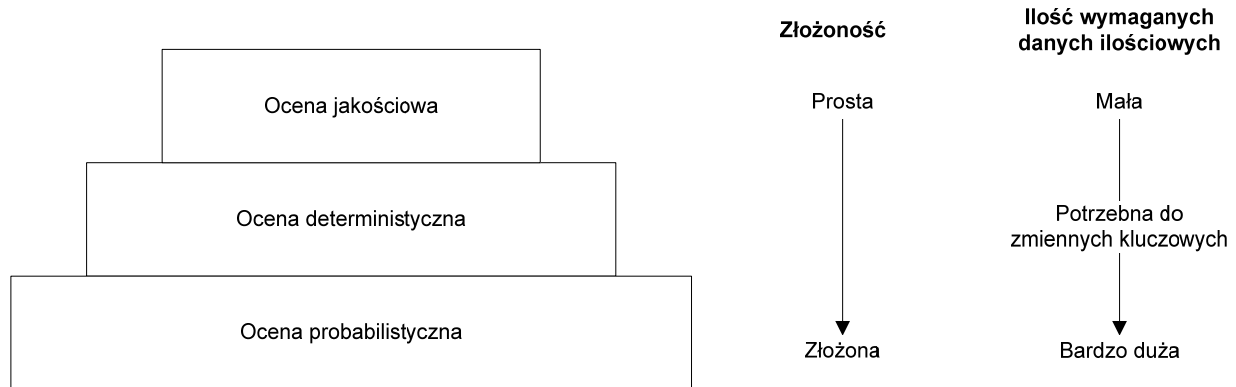 Złożoność
Ilość wymaganych
danych ilościowych
Ocena jakościowa
Prosta
Mała
Ocena deterministyczna
Potrzebna do
zmiennych kluczowych
Ocena probabilistyczna
Złożona
Bardzo duża